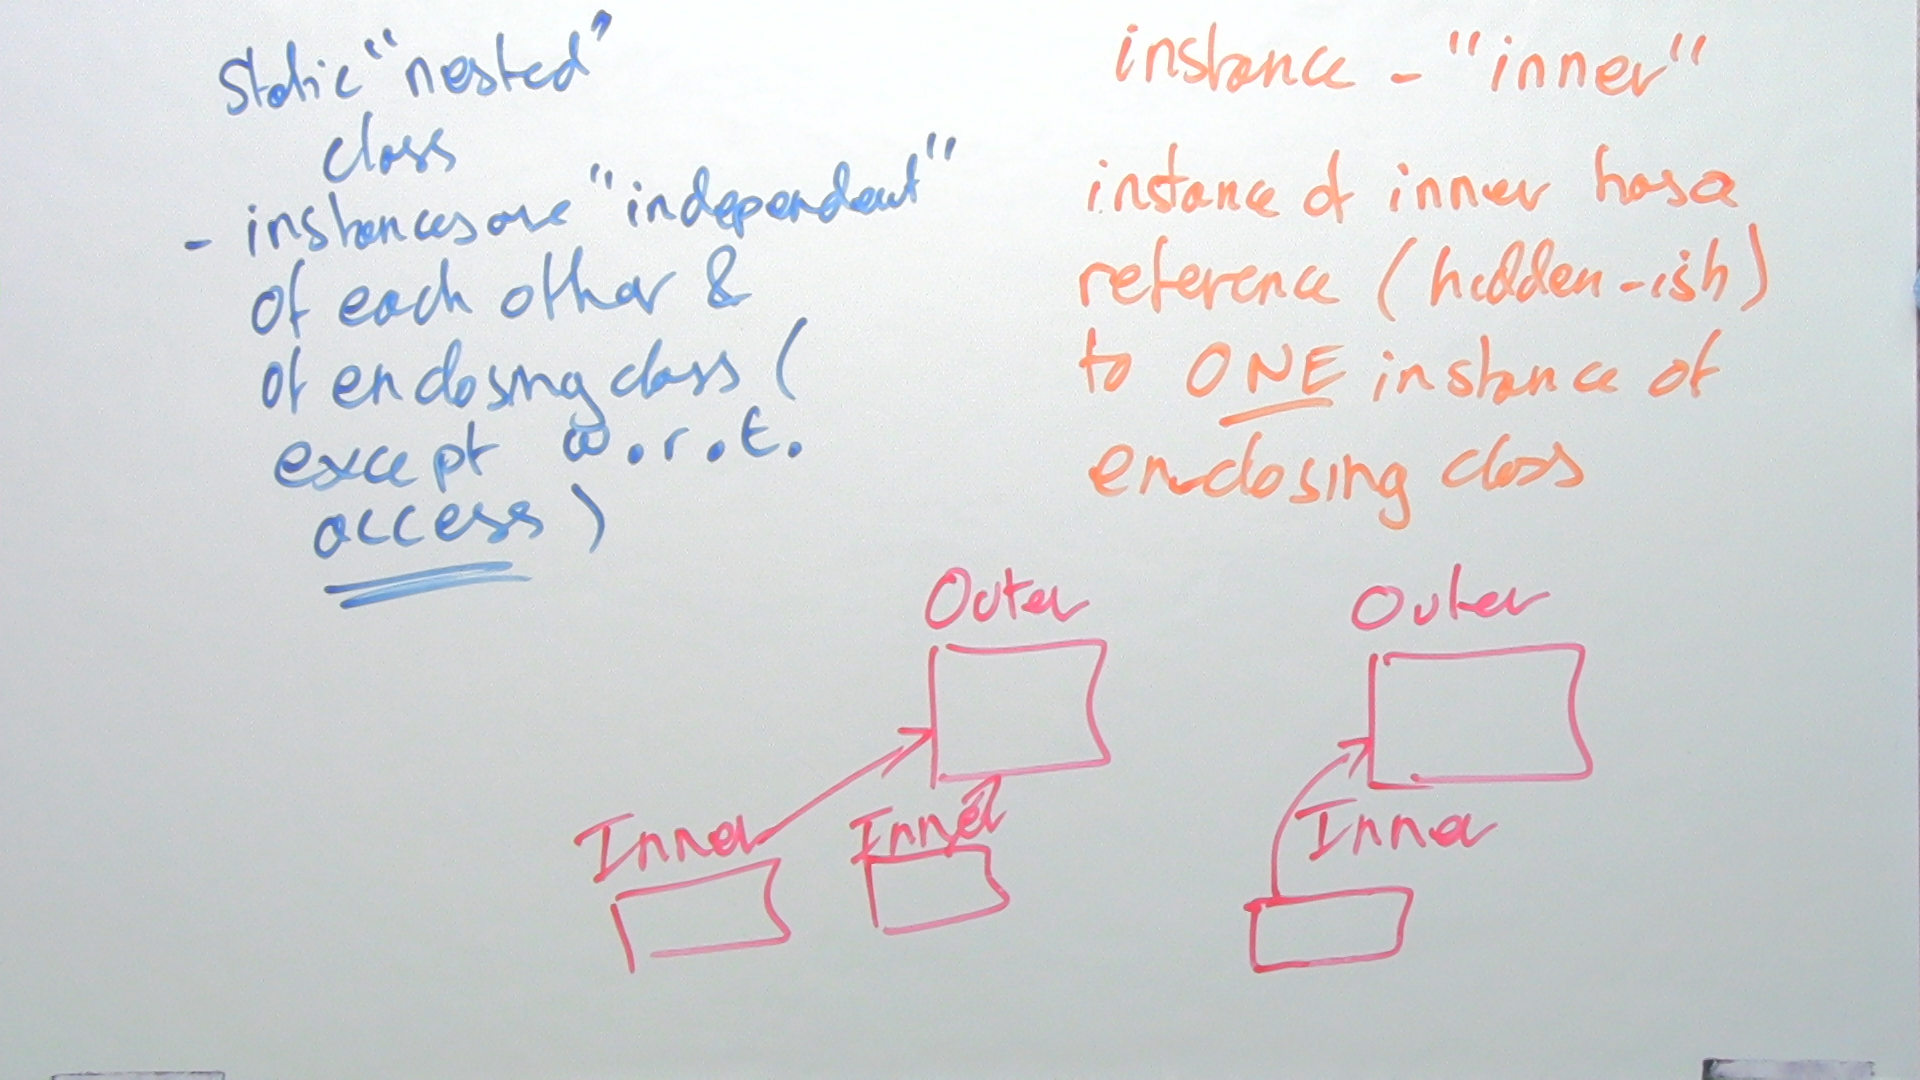 Static "nested"
class
- instances are "independent"
of each other &
of enclosing class (
except w.r.t.
access)
instance - "inner"
instance of inner has a
reference (hidden-ish)
to ONE instance of
enclosing class
Outer
Outer
Inner
Inner
Inner